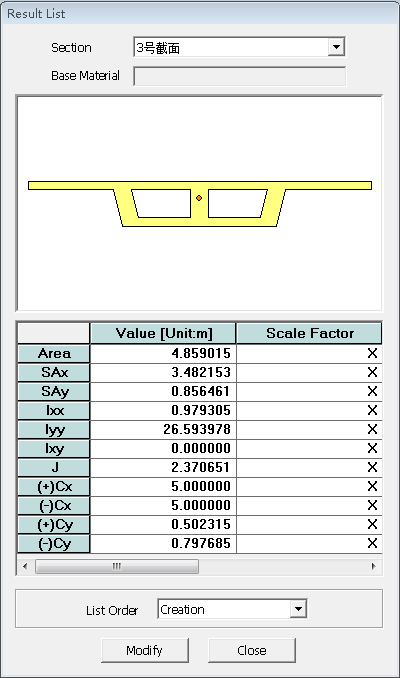 Result List
Section 3号截面
Base Material
Value [Unit:m] Scale Factor
Area 4.859015 X
SAx 3.482153 X
SAy 0.856461 X
Ixx 0.979305 X
Iyy 26.593978 X
Ixy 0.000000 X
J 2.370651 X
(+)Cx 5.000000 X
(-)Cx 5.000000 X
(+)Cy 0.502315 X
(-)Cy 0.797685 X
List Order Creation
Modify Close